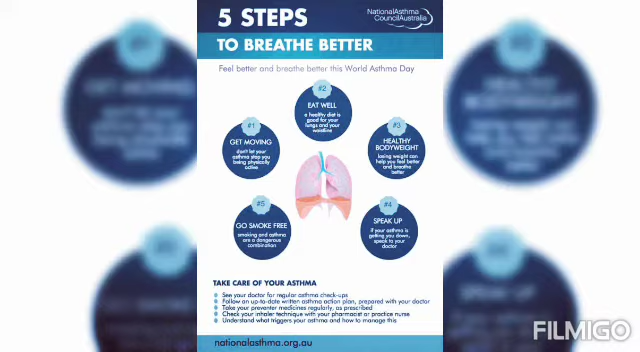 5 STEPS
NationalAsthma
CouncilAustralia
TO BREATHE BETTER
Feel better and breathe better this World Asthma Day
#1
GET MOVING
don't let your
asthma stop you
being physically
active
#2
EAT WELL
a healthy diet is
good for your
lungs and your
waistline
#3
HEALTHY
BODYWEIGHT
losing weight can
help you feel better
and breathe
better
#4
SPEAK UP
if your asthma is
getting you down,
speak to your
doctor
#5
GO SMOKE FREE
smoking and asthma
are a dangerous
combination
TAKE CARE OF YOUR ASTHMA
See your doctor for regular asthma check-ups
Follow an up-to-date written asthma action plan, prepared with your doctor
Take your preventer medicines regularly, as prescribed
Check your inhaler technique with your pharmacist or practice nurse
Understand what triggers your asthma and how to manage this
nationalasthma.org.au
FILMIGO